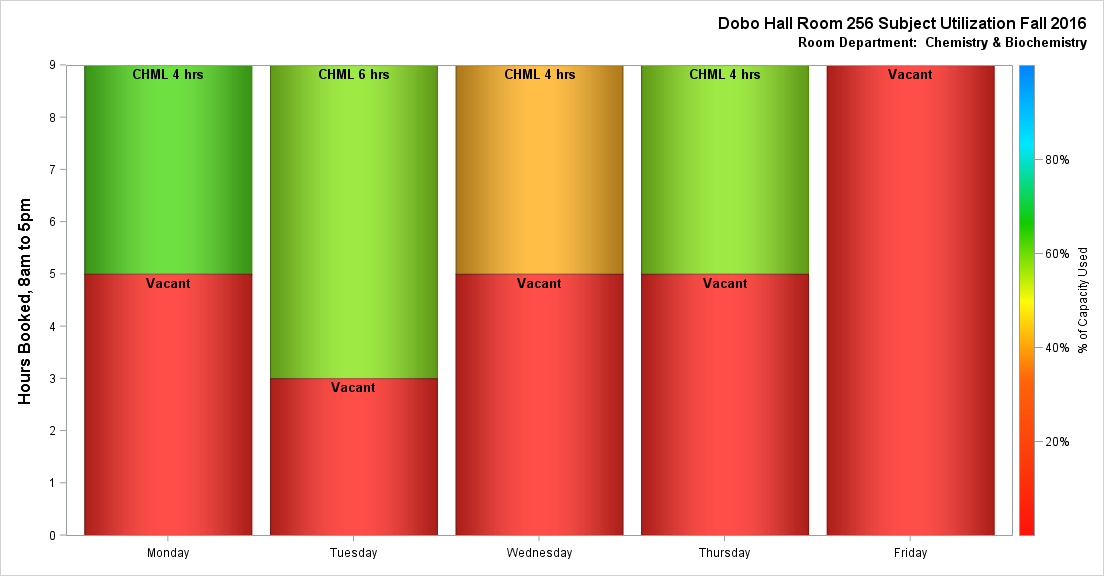 Dobo Hall Room 256 Subject Utilization Fall 2016
Room Department:  Chemistry & Biochemistry
Hours Booked, 8am to 5pm
9
8
7
6
5
4
3
2
1
0
CHML 4 hrs
Vacant
CHML 6 hrs
Vacant
CHML 4 hrs
Vacant
CHML 4 hrs
Vacant
Vacant
Monday
Tuesday
Wednesday
Thursday
Friday
80%
60%
40%
20%
% of Capacity Used